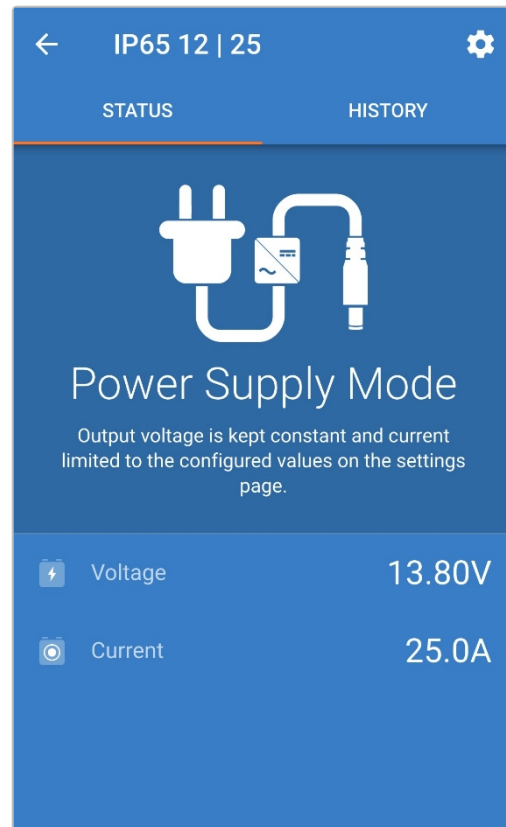 IP65 12 | 25
STATUS
HISTORY
Power Supply Mode
Output voltage is kept constant and current
limited to the configured values on the settings
page.
Voltage
13.80V
Current
25.0A